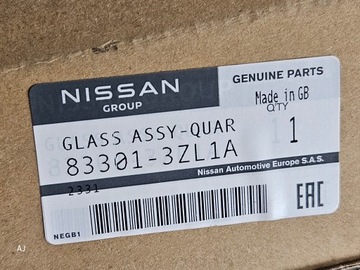 NISSAN
GROUP
GENUINE PARTS
Made in GB
QTY
GLASS ASSY-QUAR
1
83301-3ZL1A
2331
Nissan Automotive Europe S.A.S.
NEGB1
EAC
AJ